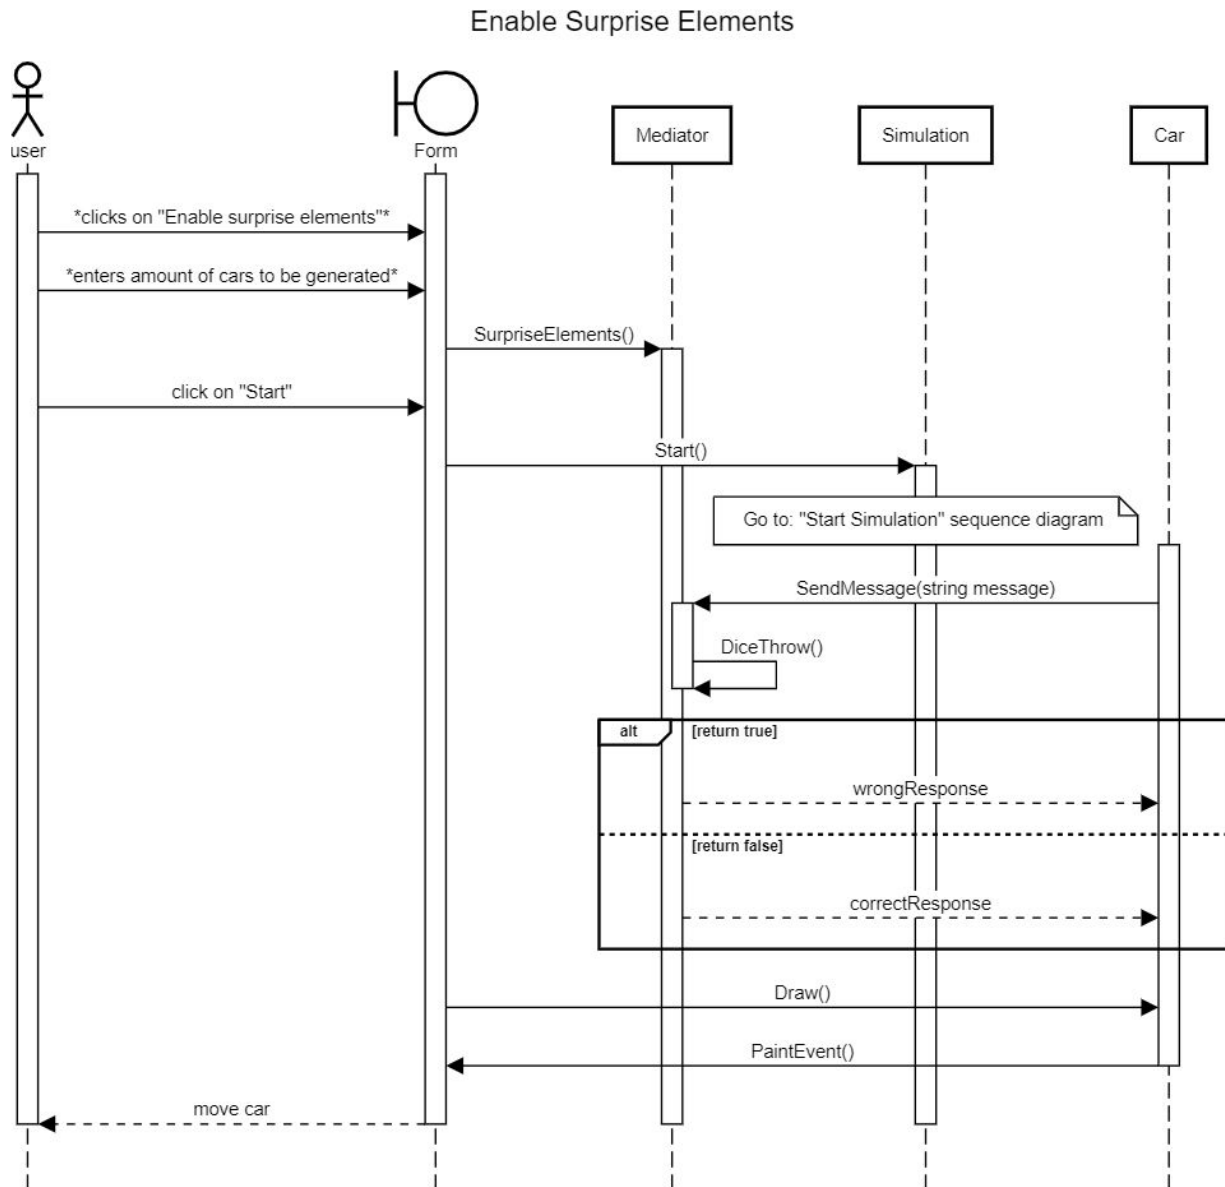 Enable Surprise Elements
user
Form
Mediator
Simulation
Car
*clicks on "Enable surprise elements"*
*enters amount of cars to be generated*
SurpriseElements()
click on "Start"
Start()
Go to: "Start Simulation" sequence diagram
SendMessage(string message)
DiceThrow()
alt
[return true]
wrongResponse
[return false]
correctResponse
Draw()
PaintEvent()
move car